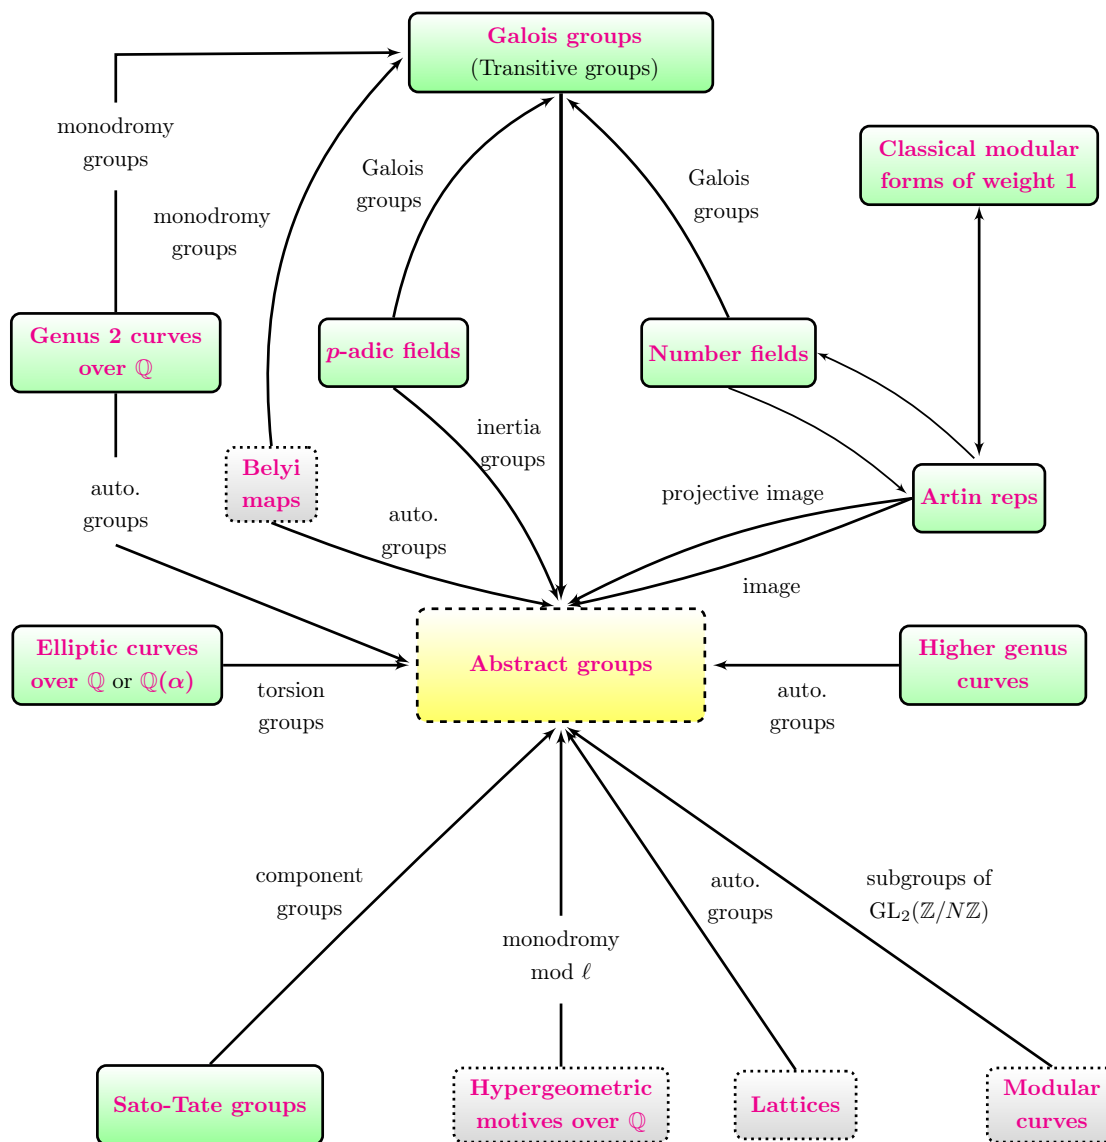 Galois groups
(Transitive groups)
monodromy
groups
Classical modular
forms of weight 1
Galois
groups
Galois
groups
monodromy
groups
Genus 2 curves
over ℚ
p-adic fields
Number fields
inertia
groups
Belyi
maps
auto.
groups
projective image
Artin reps
auto.
groups
image
Elliptic curves
over ℚ or ℚ(α)
Abstract groups
Higher genus
curves
torsion
groups
auto.
groups
component
groups
auto.
groups
subgroups of
GL₂(ℤ/Nℤ)
monodromy
mod ℓ
Sato-Tate groups
Hypergeometric
motives over ℚ
Lattices
Modular
curves